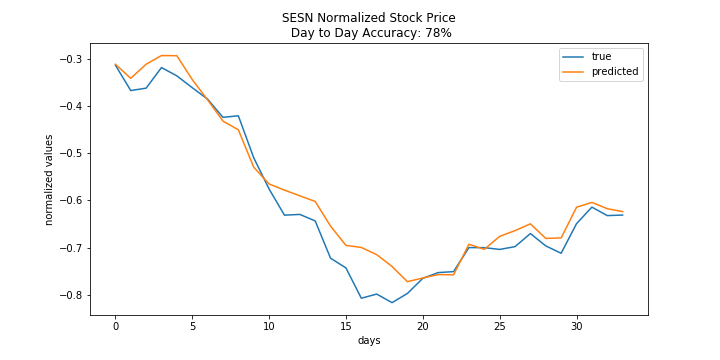 SESN Normalized Stock Price
Day to Day Accuracy: 78%
true
predicted
normalized values
−0.3
−0.4
−0.5
−0.6
−0.7
−0.8
0
5
10
15
20
25
30
days